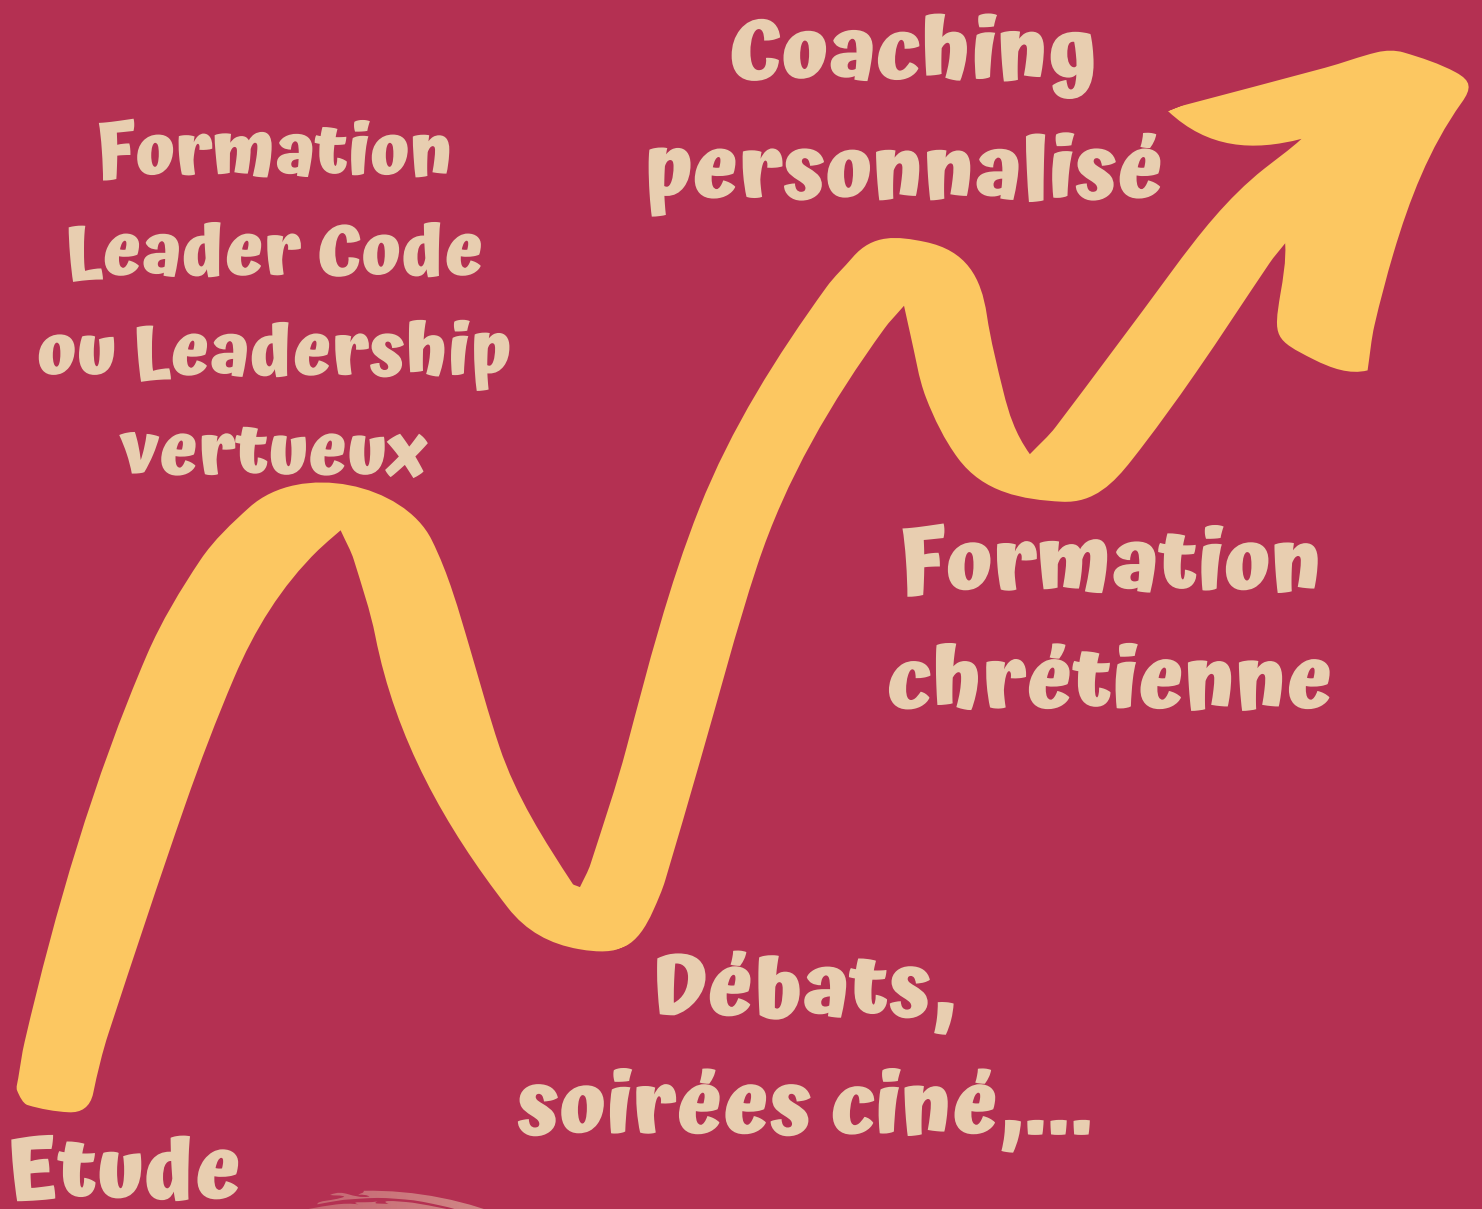 Coaching
personnalisé
Formation
Leader Code
ou Leadership
vertueux
Formation
chrétienne
Débats,
soirées ciné,...
Etude